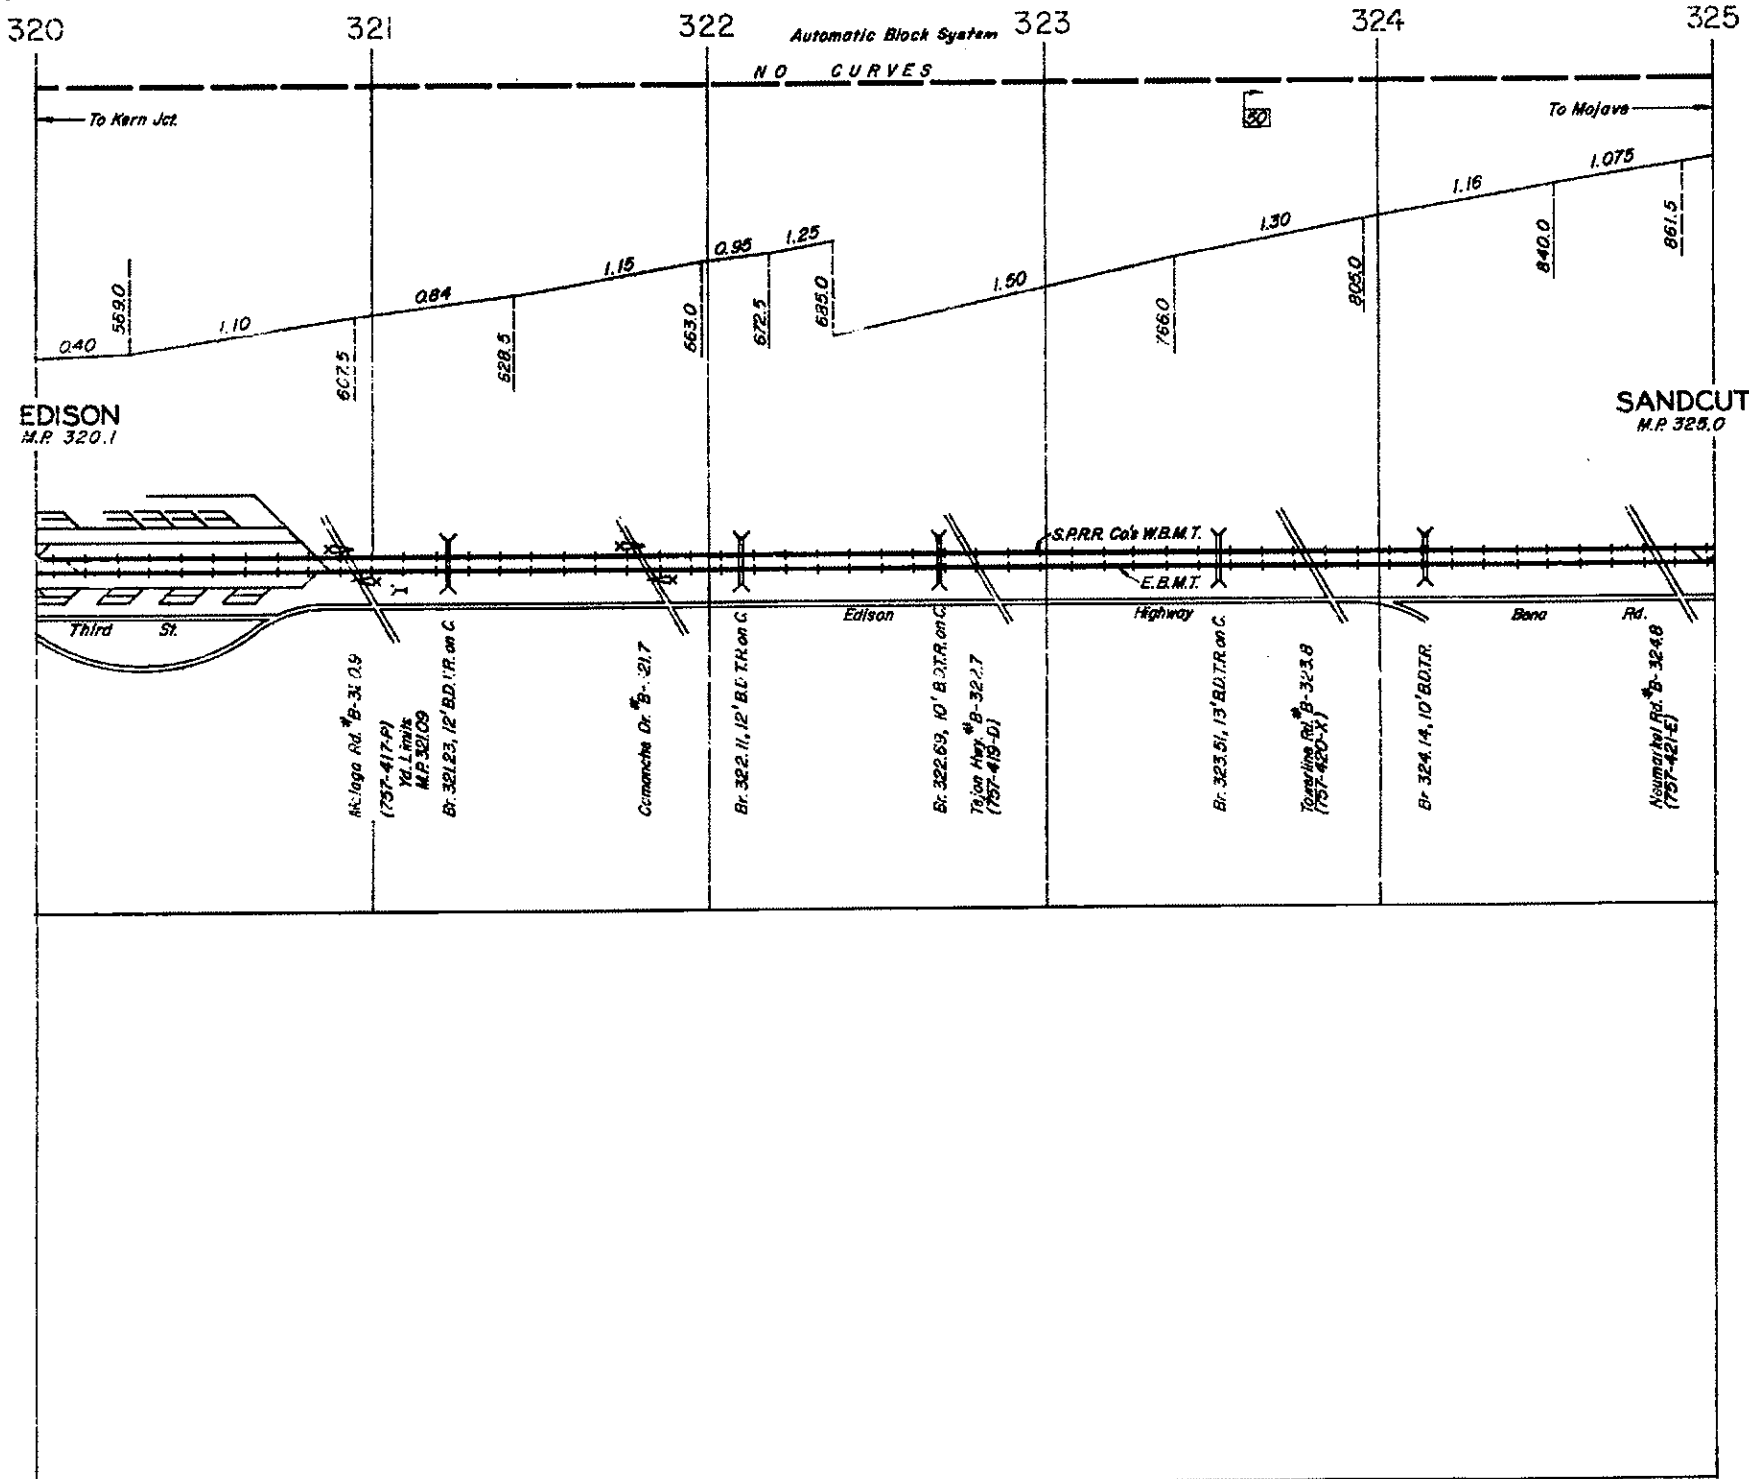 320 321 322 323 324 325
Automatic Block System
NO CURVES
To Kern Jct.
50
To Mojave
0.40 1.10 0.84 1.15 0.95 1.25 1.50 1.30 1.16 1.075
569.0
607.5
628.5
663.0
672.5
685.0
766.0
805.0
840.0
861.5
EDISON
M.P. 320.1
SANDCUT
M.P. 325.0
S.P.R.R. Co's W.B.M.T.
E.B.M.T.
Third St.
Edison Highway
Bena Rd.
Rd. #B-
(757-417-P)
Yd. Limits
M.P. 321.09
Br. 321.23, 12' B.D.T.R. on C.
Comanche Dr. #B-
Br. 322.11, 12' B.D.T.R. on C.
Br. 322.69, 10' B.D.T.R. on C.
Tejon Hwy. #B-322.7
(757-419-D)
Br. 323.51, 13' B.D.T.R. on C.
Towerline Rd. #B-323.8
(757-420-X)
Br 324.14, 10' B.D.T.R.
Neumarkel Rd. #B-324.8
(757-421-E)